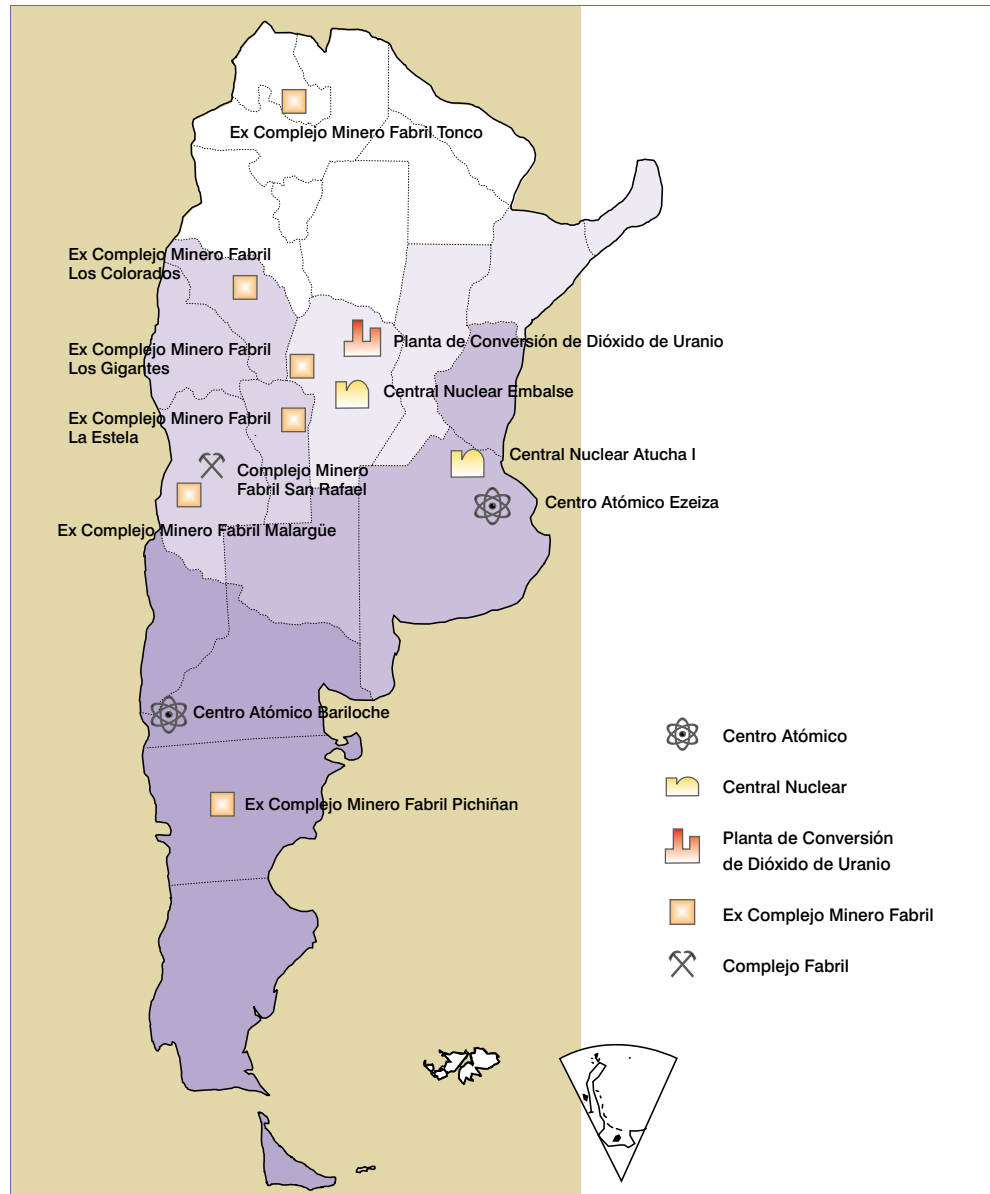 Ex Complejo Minero Fabril Tonco
Ex Complejo Minero Fabril
Los Colorados
Planta de Conversión de Dióxido de Uranio
Ex Complejo Minero Fabril
Los Gigantes
Central Nuclear Embalse
Ex Complejo Minero Fabril
La Estela
Central Nuclear Atucha I
Complejo Minero
Fabril San Rafael
Centro Atómico Ezeiza
Ex Complejo Minero Fabril Malargüe
Centro Atómico Bariloche
Ex Complejo Minero Fabril Pichiñan
Centro Atómico
Central Nuclear
Planta de Conversión
de Dióxido de Uranio
Ex Complejo Minero Fabril
Complejo Fabril